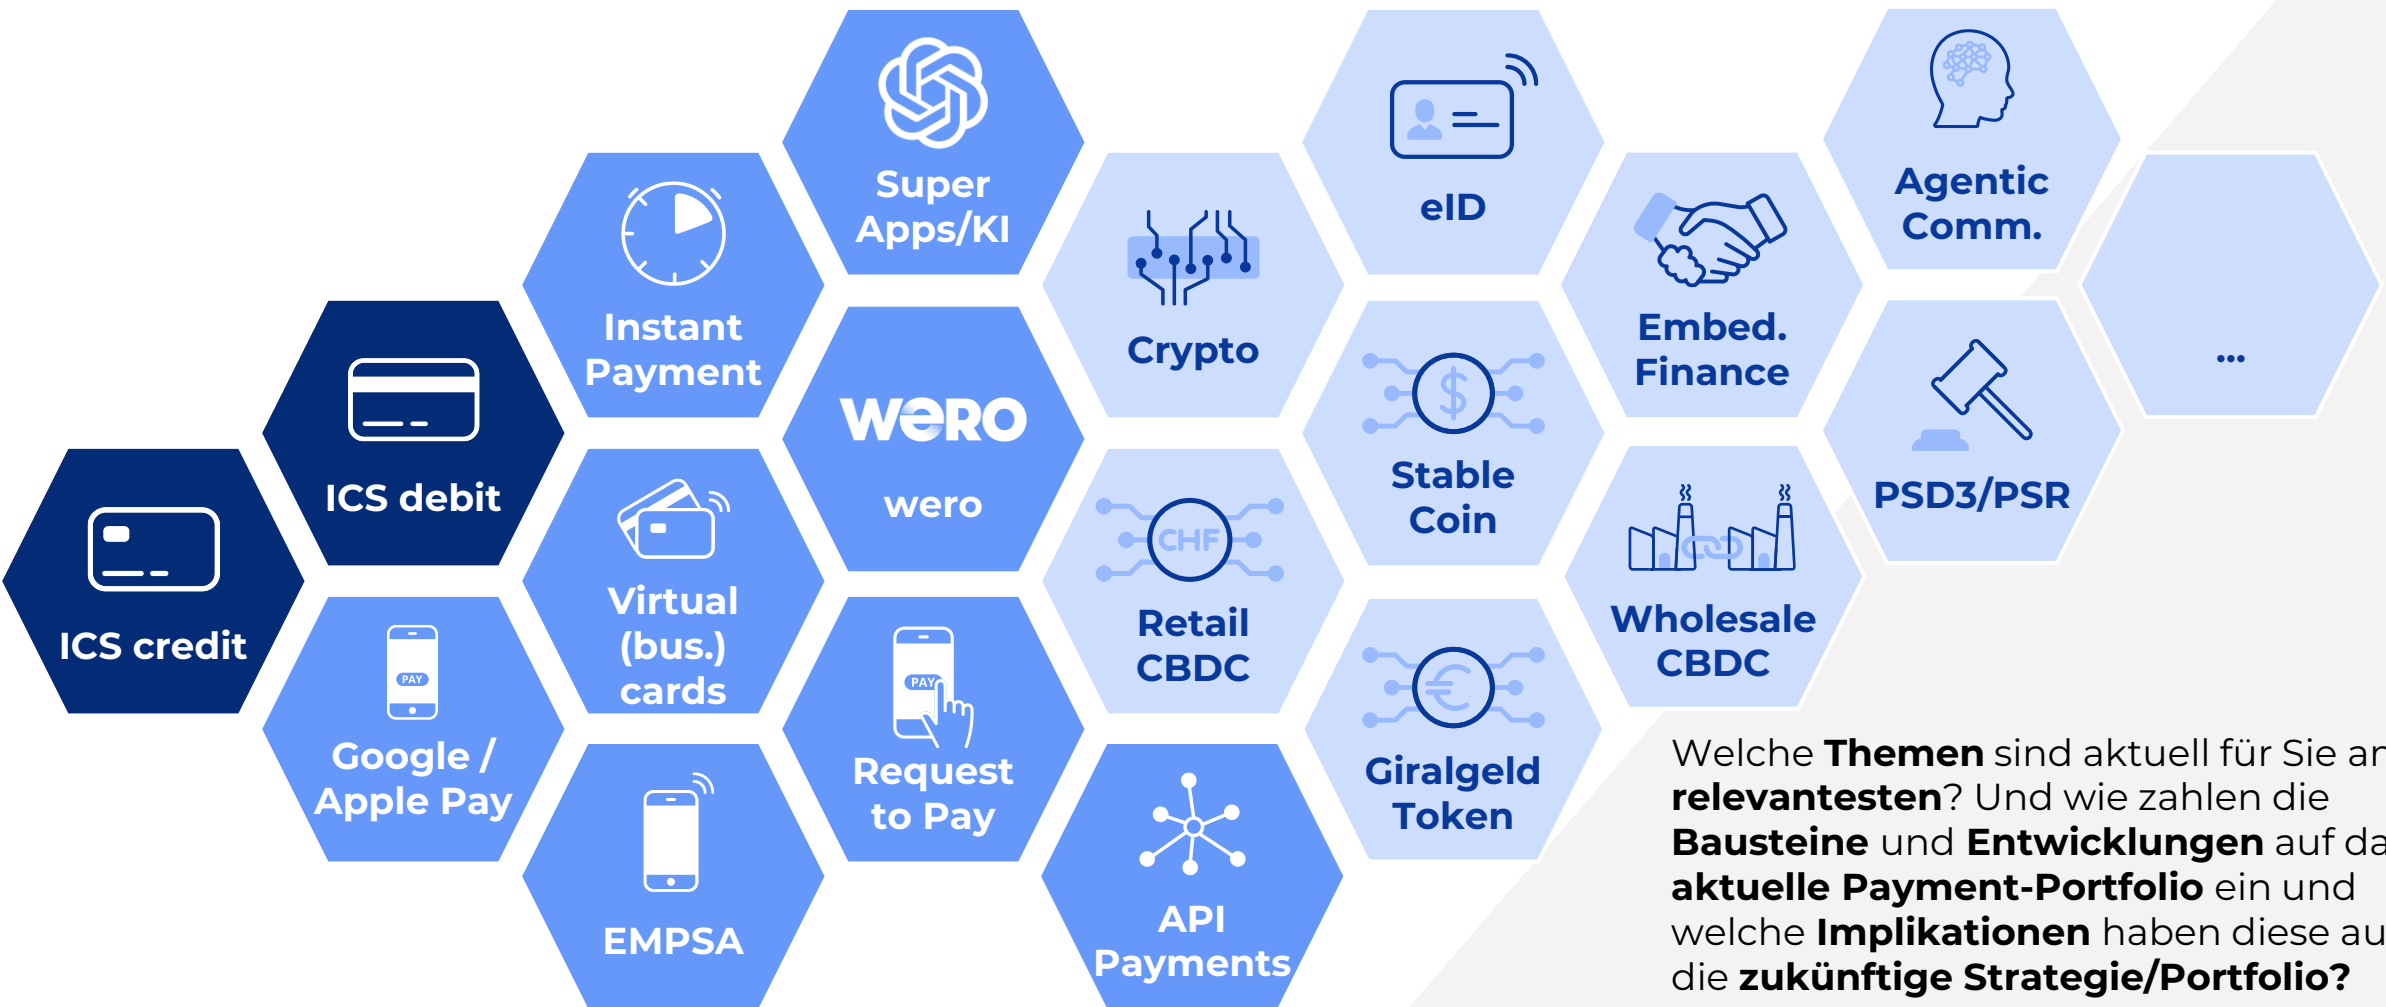 Super
Apps/KI
eID
Agentic
Comm.
Instant
Payment
Crypto
Embed.
Finance
...
ICS debit
wero
wero
$
Stable
Coin
PSD3/PSR
ICS credit
Virtual
(bus.)
cards
CHF
Retail
CBDC
Wholesale
CBDC
PAY
Google /
Apple Pay
PAY
Request
to Pay
€
Giralgeld
Token
EMPSA
API
Payments
Welche Themen sind aktuell für Sie
relevantesten? Und wie zahlen die
Bausteine und Entwicklungen auf
aktuelle Payment-Portfolio ein und
welche Implikationen haben diese
die zukünftige Strategie/Portfolio?